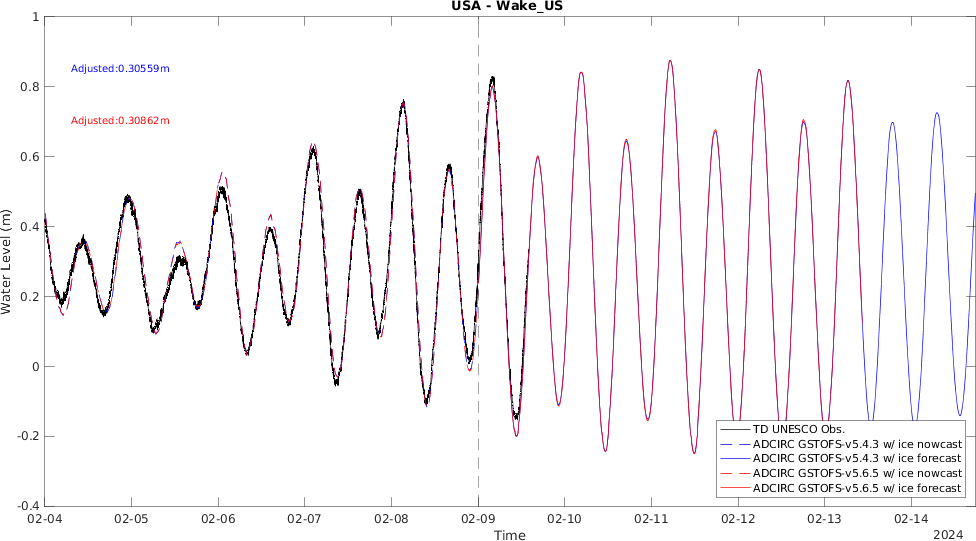 USA - Wake_US
Adjusted:0.30559m
Adjusted:0.30862m
Water Level (m)
1
0.8
0.6
0.4
0.2
0
-0.2
-0.4
TD UNESCO Obs.
ADCIRC GSTOFS-v5.4.3 w/ ice nowcast
ADCIRC GSTOFS-v5.4.3 w/ ice forecast
ADCIRC GSTOFS-v5.6.5 w/ ice nowcast
ADCIRC GSTOFS-v5.6.5 w/ ice forecast
02-04 02-05 02-06 02-07 02-08 02-09 02-10 02-11 02-12 02-13 02-14
Time
2024